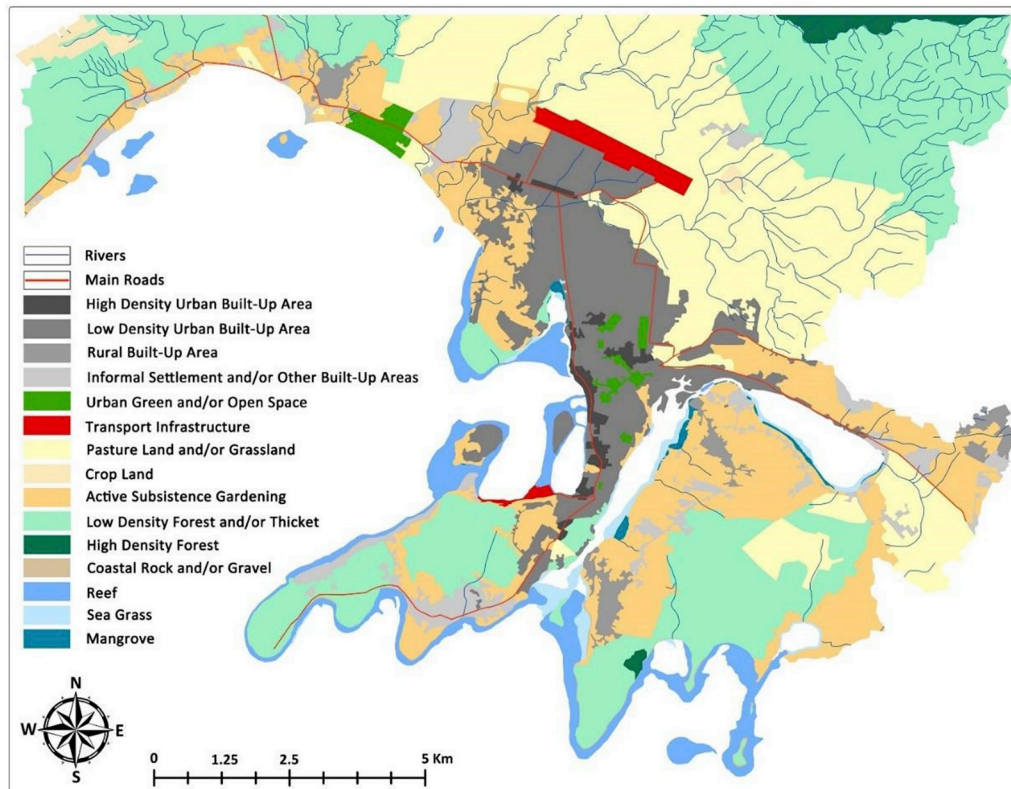 Rivers
Main Roads
High Density Urban Built-Up Area
Low Density Urban Built-Up Area
Rural Built-Up Area
Informal Settlement and/or Other Built-Up Areas
Urban Green and/or Open Space
Transport Infrastructure
Pasture Land and/or Grassland
Crop Land
Active Subsistence Gardening
Low Density Forest and/or Thicket
High Density Forest
Coastal Rock and/or Gravel
Reef
Sea Grass
Mangrove
N
W E
S
0 1.25 2.5 5 Km